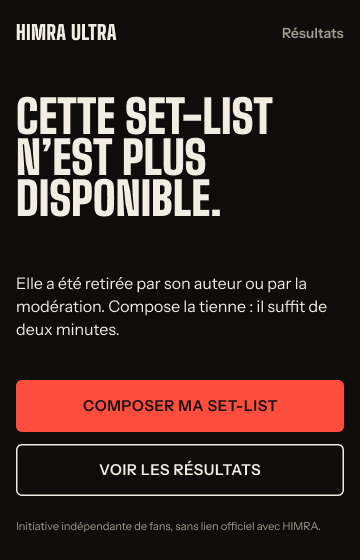 HIMRA ULTRA
Résultats
CETTE SET-LIST
N’EST PLUS
DISPONIBLE.
Elle a été retirée par son auteur ou par la
modération. Compose la tienne : il suffit de
deux minutes.
COMPOSER MA SET-LIST
VOIR LES RÉSULTATS
Initiative indépendante de fans, sans lien officiel avec HIMRA.